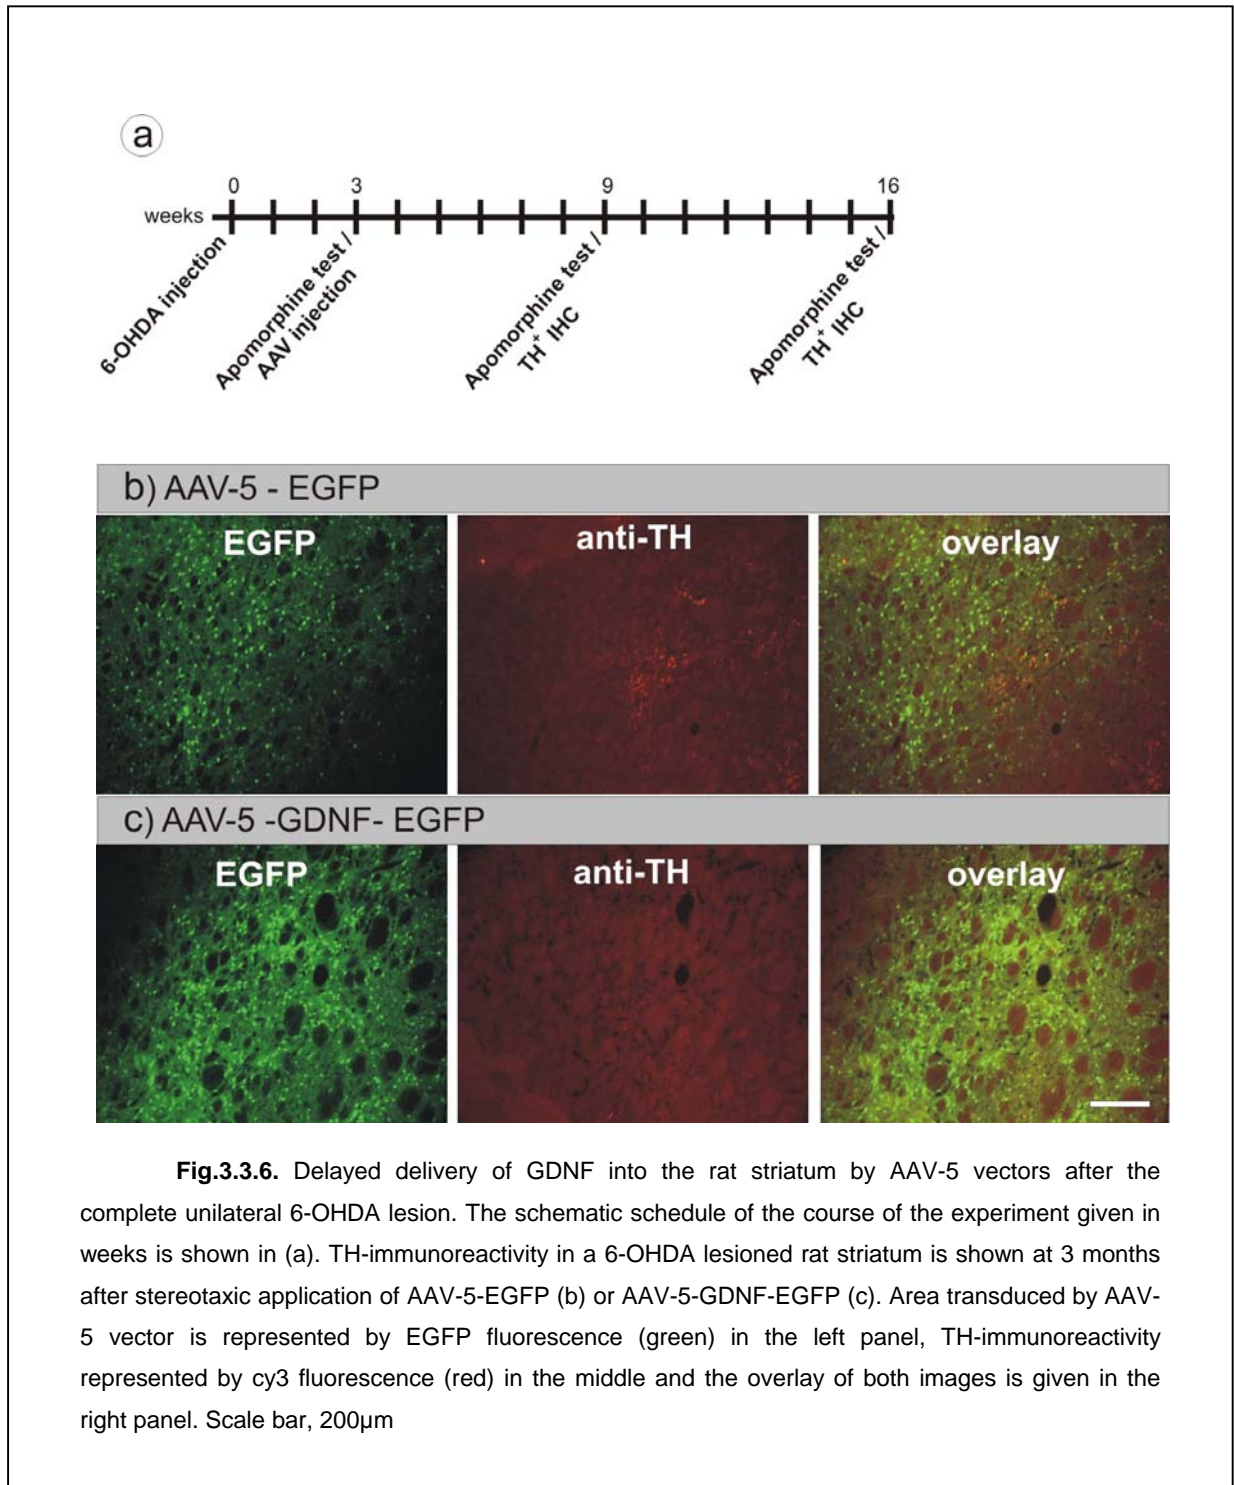 a
0 3 9 16
weeks
6-OHDA injection
Apomorphine test /
AAV injection
Apomorphine test /
TH+ IHC
Apomorphine test /
TH+ IHC
b) AAV-5 - EGFP
EGFP anti-TH overlay
c) AAV-5 -GDNF- EGFP
EGFP anti-TH overlay
Fig.3.3.6. Delayed delivery of GDNF into the rat striatum by AAV-5 vectors after the
complete unilateral 6-OHDA lesion. The schematic schedule of the course of the experiment given in
weeks is shown in (a). TH-immunoreactivity in a 6-OHDA lesioned rat striatum is shown at 3 months
after stereotaxic application of AAV-5-EGFP (b) or AAV-5-GDNF-EGFP (c). Area transduced by AAV-
5 vector is represented by EGFP fluorescence (green) in the left panel, TH-immunoreactivity
represented by cy3 fluorescence (red) in the middle and the overlay of both images is given in the
right panel. Scale bar, 200µm